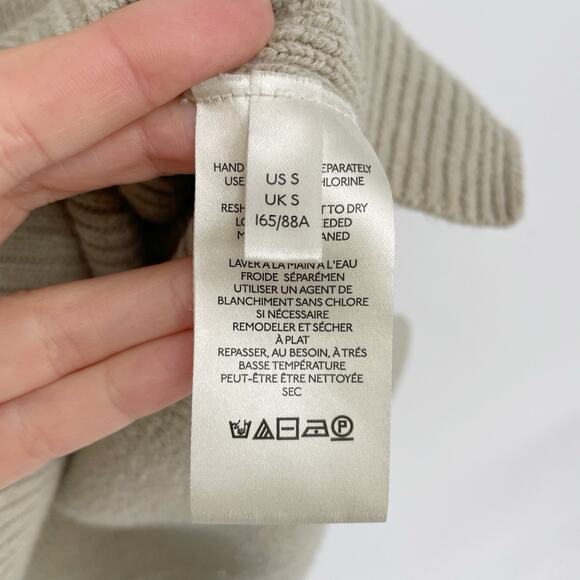 US S
UK S
165/88A
HAND EPARATELY
USE HLORINE
RESH T TO DRY
LO EEDED
M ANED
LAVER A LA MAIN A L'EAU
FROIDE SÉPARÉMEN
UTILISER UN AGENT DE
BLANCHIMENT SANS CHLORE
SI NÉCESSAIRE
REMODELER ET SÉCHER
À PLAT
REPASSER, AU BESOIN, À TRÉS
BASSE TEMPÉRATURE
PEUT-ÊTRE ÊTRE NETTOYÉE
SEC
P